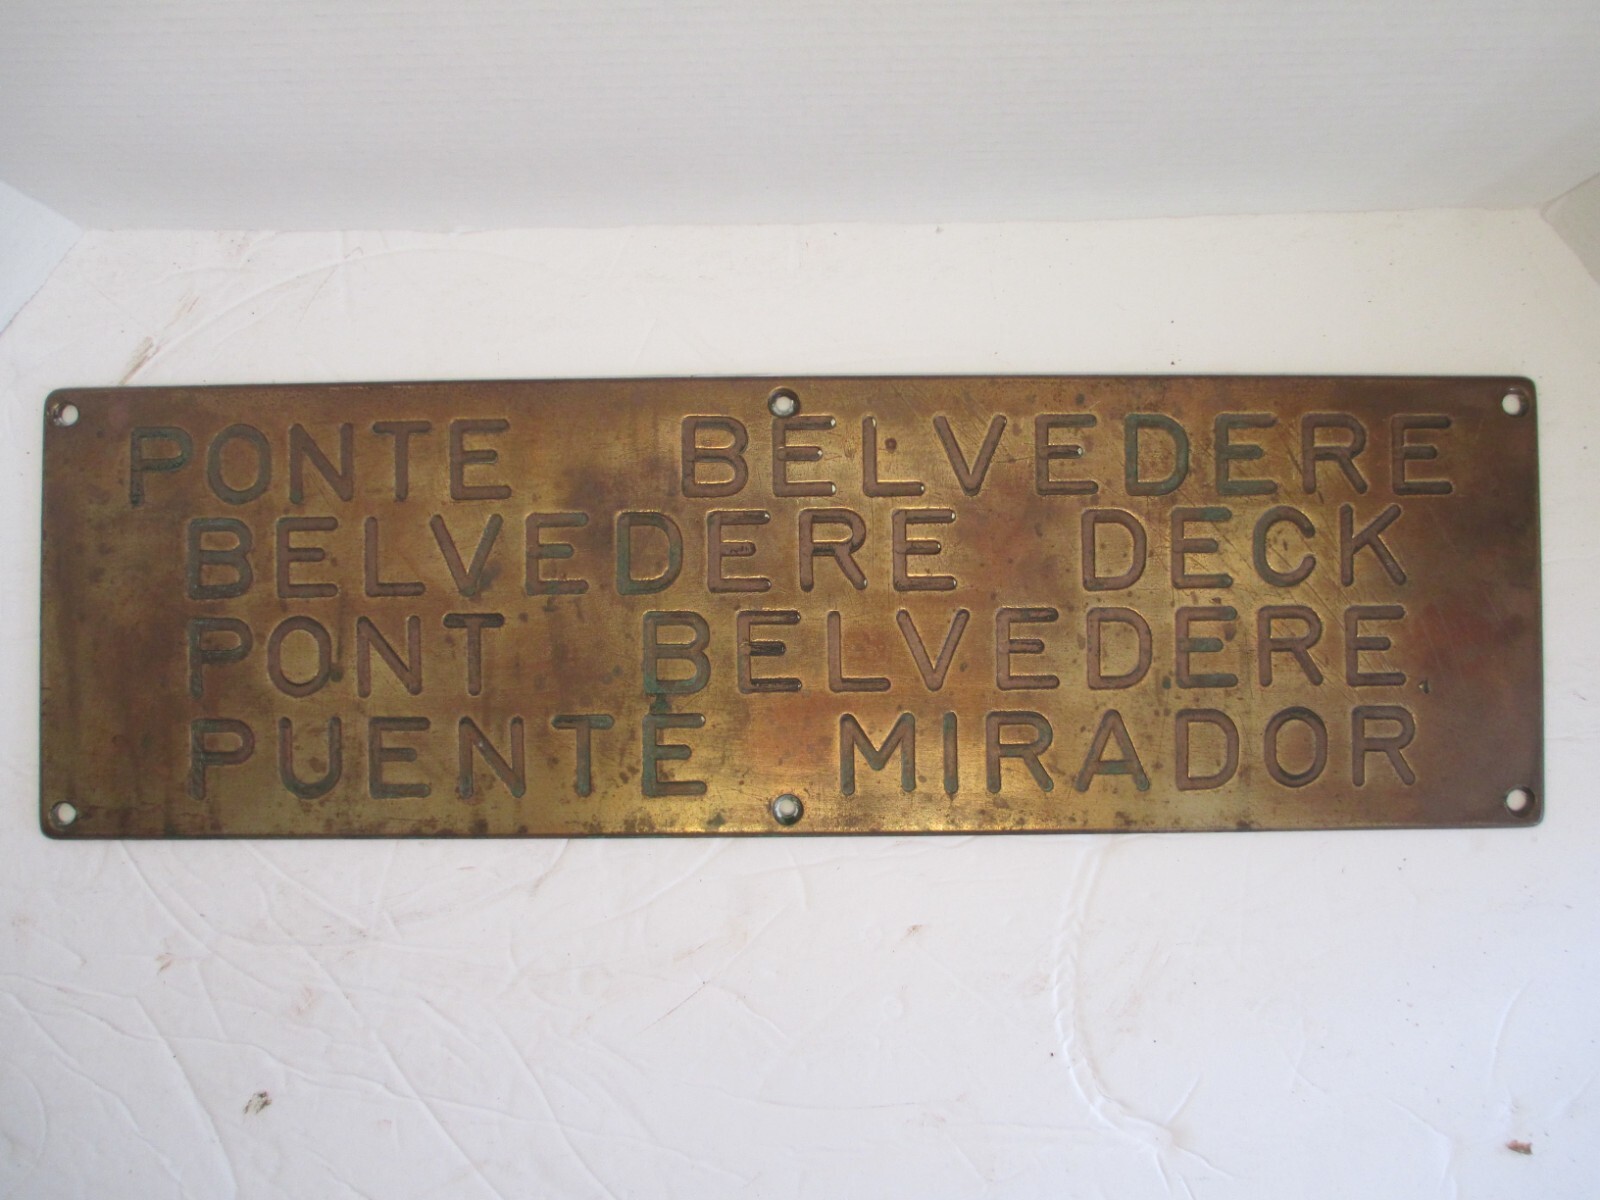 PONTE BELVEDERE
BELVEDERE DECK
PONT BELVEDERE
PUENTE MIRADOR